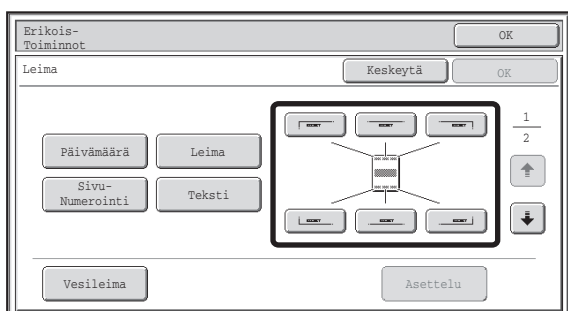 Erikois-
Toiminnot
OK
Leima
Keskeytä
OK
Päivämäärä
Leima
Sivu-
Numerointi
Teksti
1
2
Vesileima
Asettelu